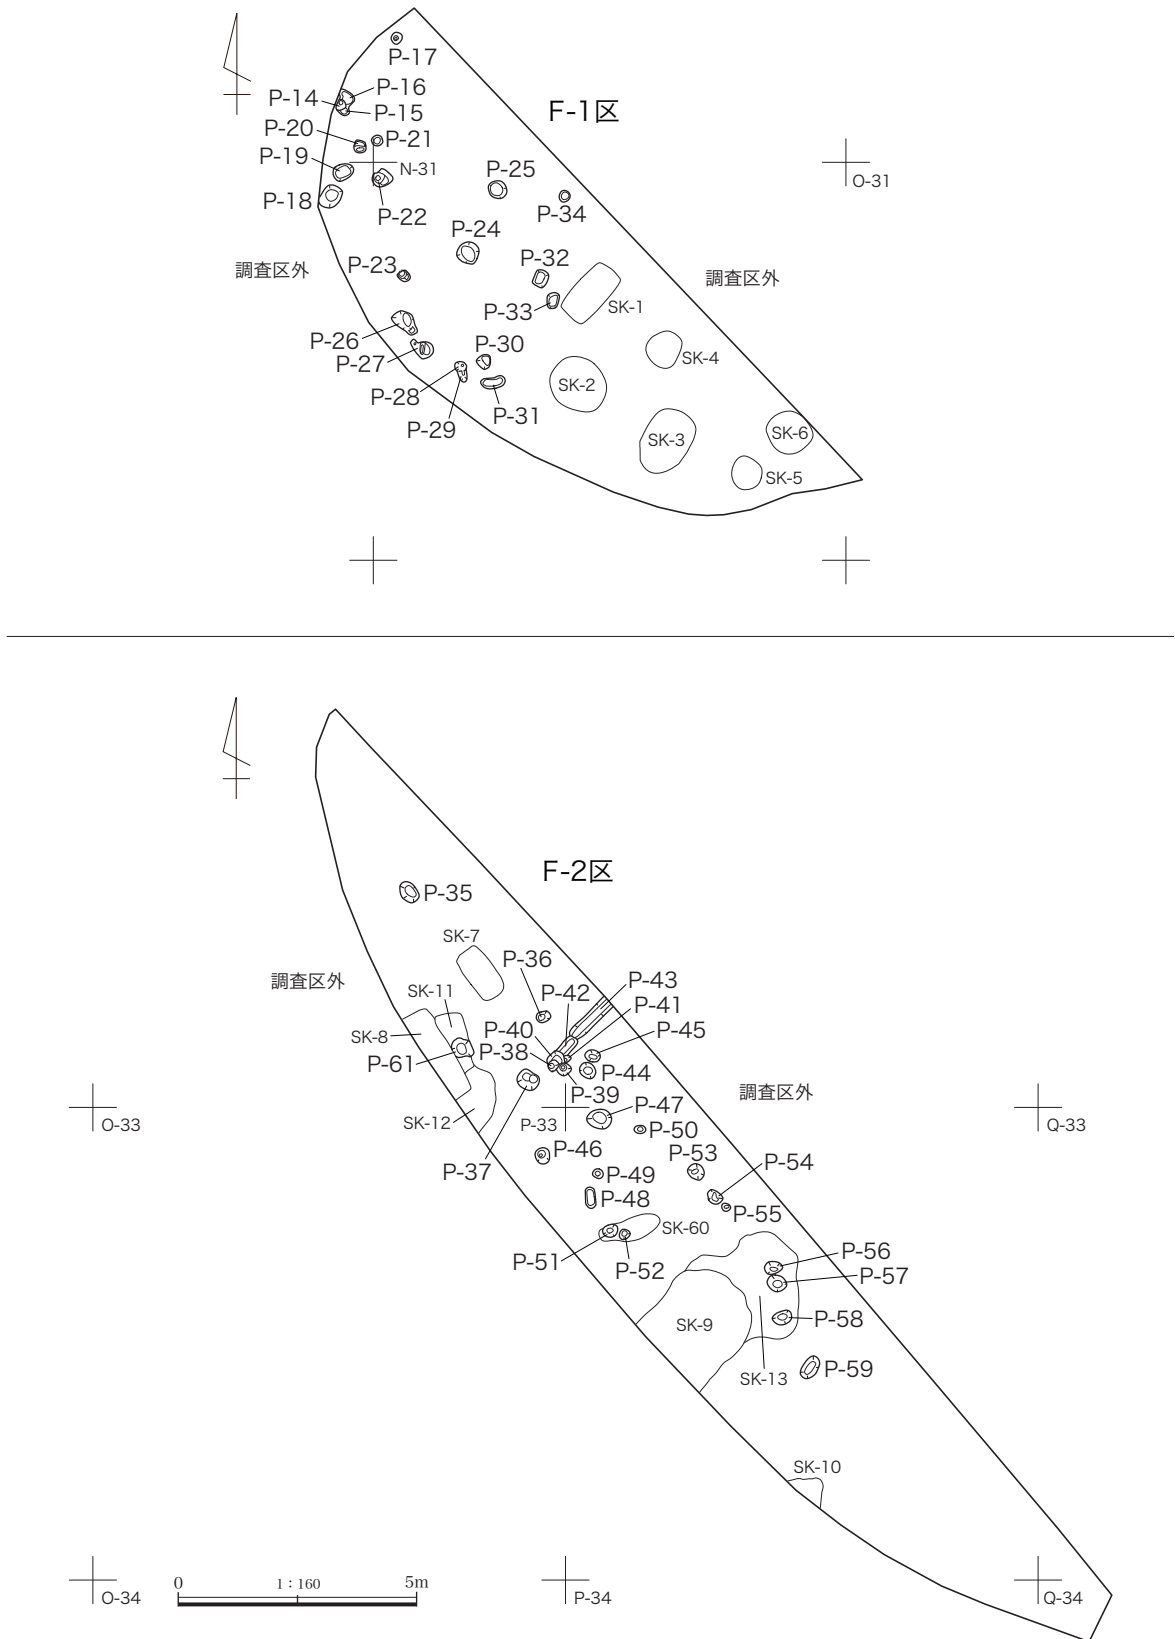 P-17
P-16
P-14
P-15
F-1区
P-20
P-21
P-19
N-31
P-25
O-31
P-18
P-22
P-34
P-24
P-32
調査区外
P-23
調査区外
P-33
SK-1
P-26
P-30
P-27
SK-4
P-28
SK-2
P-31
P-29
SK-3
SK-6
SK-5
F-2区
P-35
SK-7
P-36
調査区外
P-43
SK-11
P-42
P-41
P-40
P-45
SK-8
P-38
P-61
P-44
P-39
調査区外
P-47
O-33
SK-12
P-33
P-50
Q-33
P-46
P-53
P-37
P-54
P-49
P-48
P-55
SK-60
P-51
P-52
P-56
P-57
SK-9
P-58
SK-13
P-59
SK-10
0
1：160
5m
O-34
P-34
Q-34